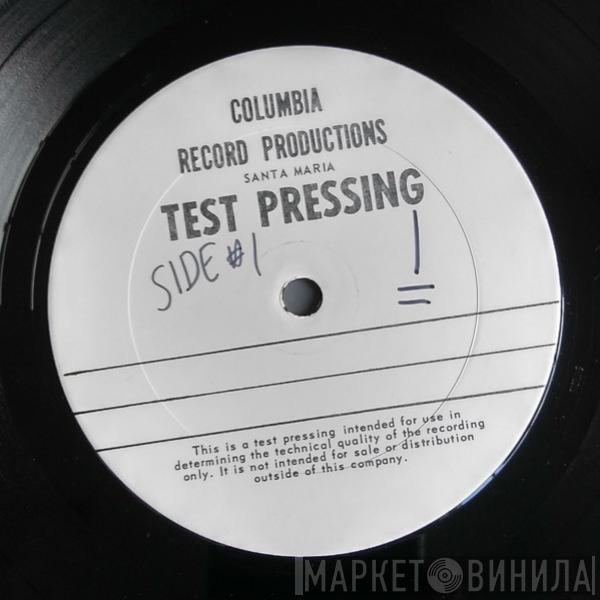 COLUMBIA
RECORD PRODUCTIONS
SANTA MARIA
TEST PRESSING
SIDE #1 1
This is a test pressing intended for use in
determining the technical quality of the recording
only. It is not intended for sale or distribution
outside of this company.
МАРКЕТ ВИНИЛА